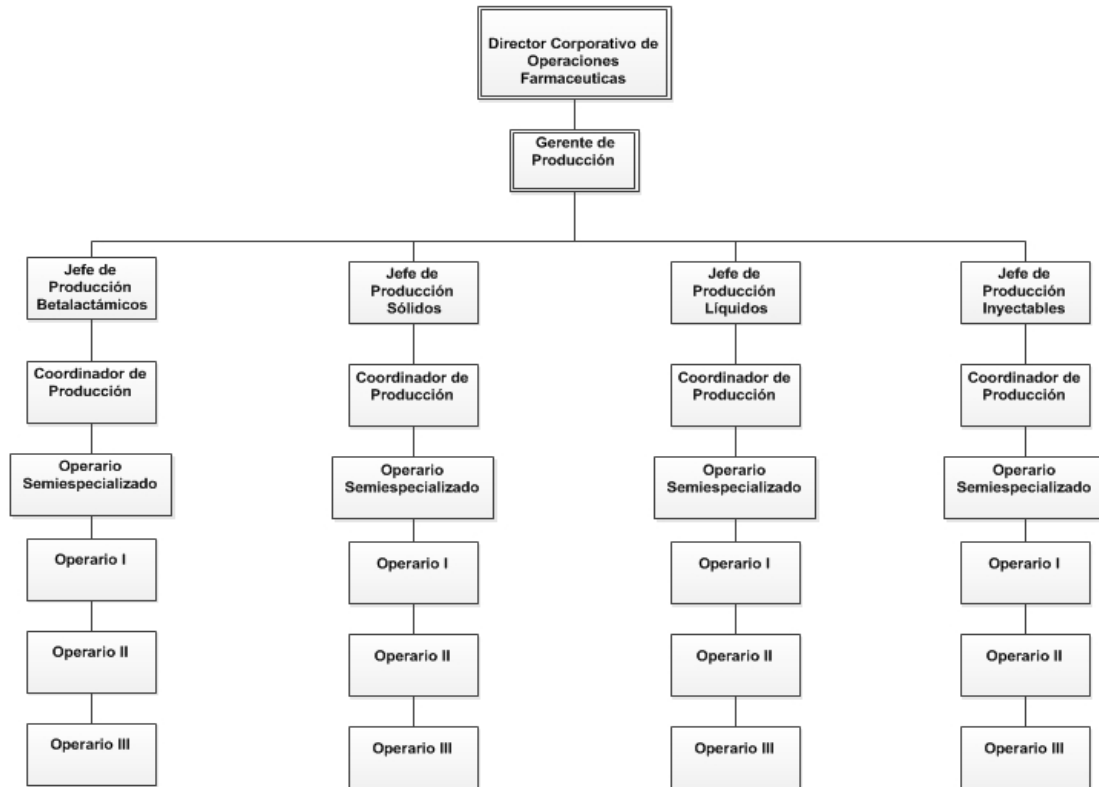 Director Corporativo de
Operaciones
Farmaceuticas
Gerente de
Producción
Jefe de
Producción
Betalactámicos
Jefe de
Producción
Sólidos
Jefe de
Producción
Líquidos
Jefe de
Producción
Inyectables
Coordinador de
Producción
Coordinador de
Producción
Coordinador de
Producción
Coordinador de
Producción
Operario
Semiespecializado
Operario
Semiespecializado
Operario
Semiespecializado
Operario
Semiespecializado
Operario I
Operario I
Operario I
Operario I
Operario II
Operario II
Operario II
Operario II
Operario III
Operario III
Operario III
Operario III